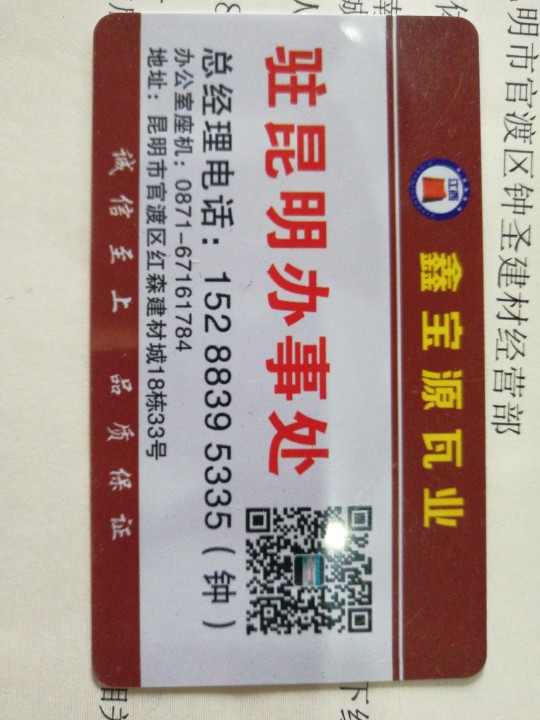 明市官渡区钟圣建材经营部
江西
鑫宝源瓦业
驻昆明办事处
总经理电话：152 8839 5335（钟）
办公室座机：0871-67161784
地址：昆明市官渡区红森建材城18栋33号
诚信至上 品质保证